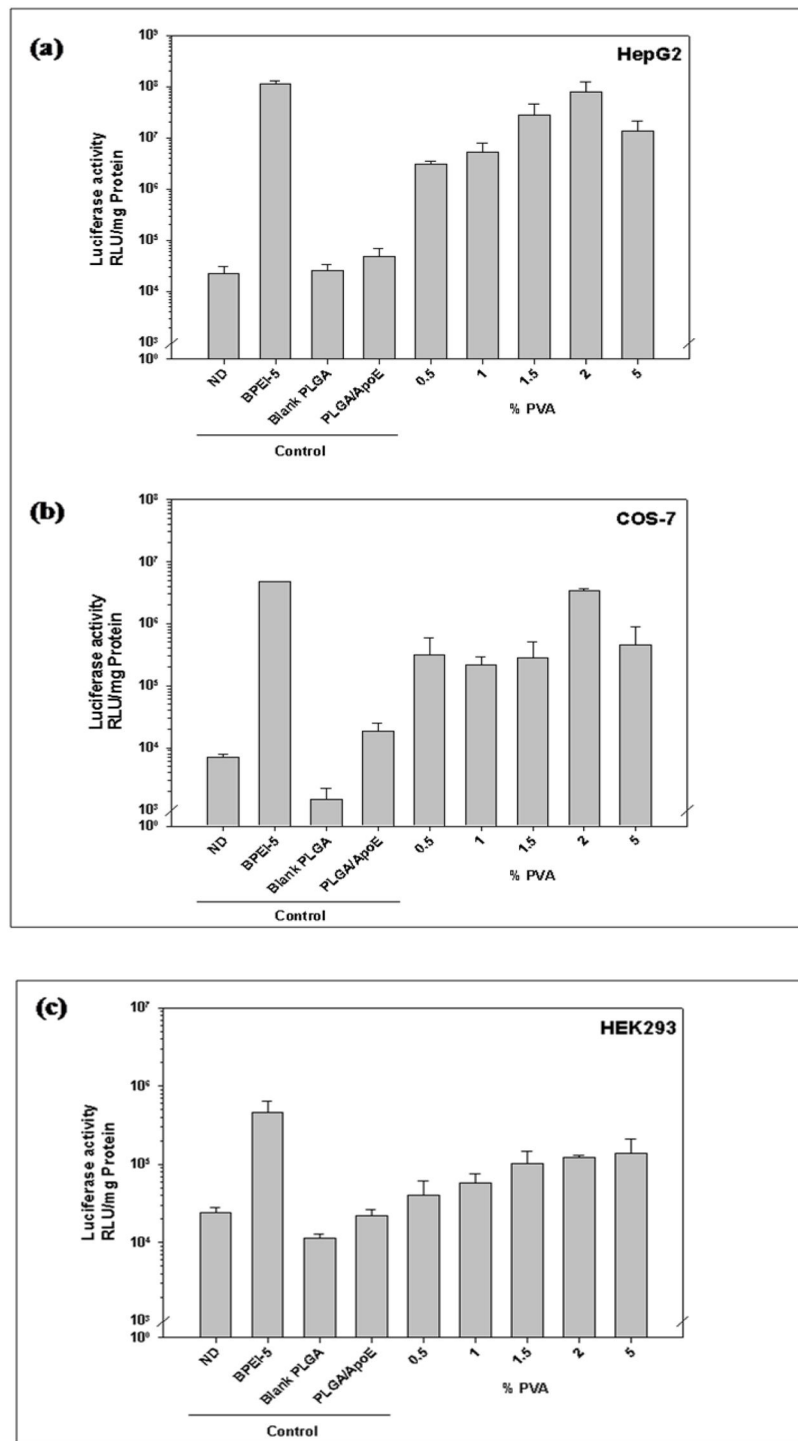 (a)
HepG2
Luciferase activity
RLU/mg Protein
10⁹
10⁸
10⁷
10⁶
10⁵
10⁴
10³
10⁰
ND
BPEI-5
Blank PLGA
PLGA/ApoE
0.5
1
1.5
2
5
% PVA
Control
(b)
COS-7
Luciferase activity
RLU/mg Protein
10⁸
10⁷
10⁶
10⁵
10⁴
10³
10⁰
ND
BPEI-5
Blank PLGA
PLGA/ApoE
0.5
1
1.5
2
5
% PVA
Control
(c)
HEK293
Luciferase activity
RLU/mg Protein
10⁷
10⁶
10⁵
10⁴
10³
10⁰
ND
BPEI-5
Blank PLGA
PLGA/ApoE
0.5
1
1.5
2
5
% PVA
Control